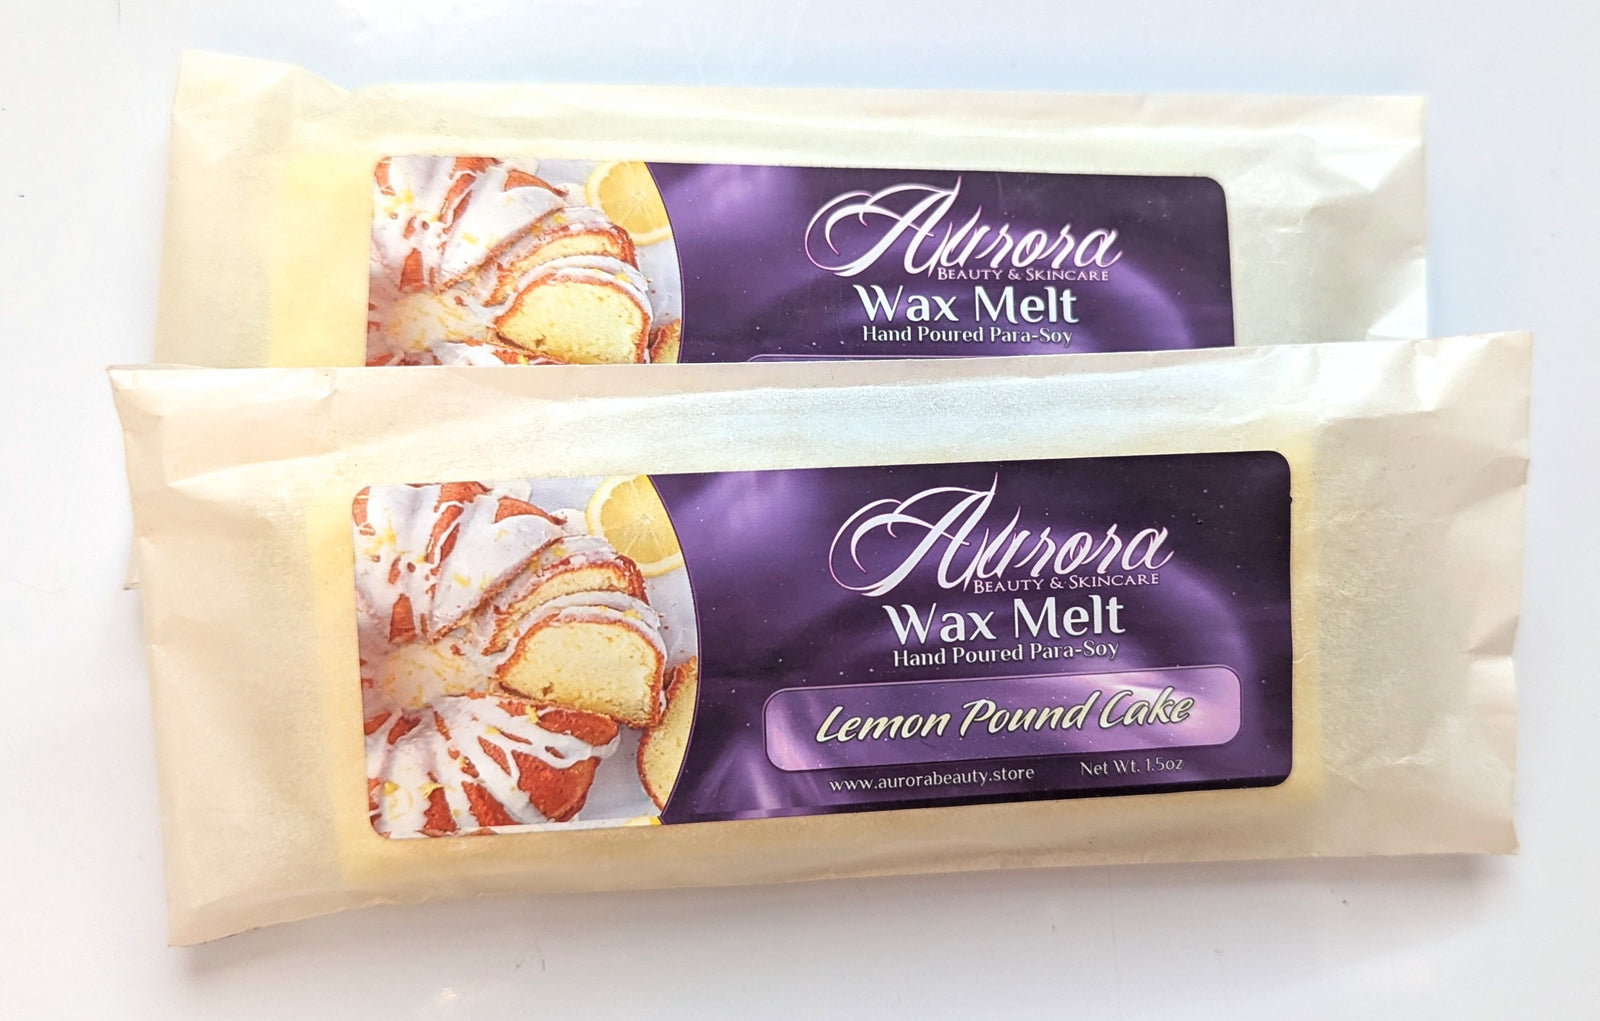 Aurora
BEAUTY & SKINCARE
Wax Melt
Hand Poured Para-Soy
Aurora
BEAUTY & SKINCARE
Wax Melt
Hand Poured Para-Soy
Lemon Pound Cake
www.aurorabeauty.store Net Wt. 1.5oz